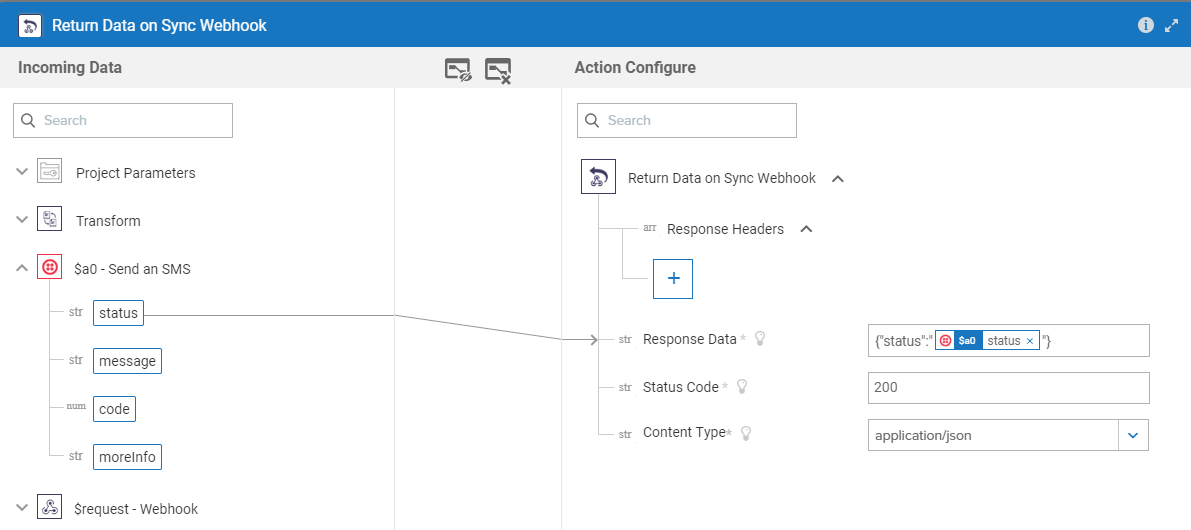 Return Data on Sync Webhook
Incoming Data
Action Configure
Search
Search
Project Parameters
Return Data on Sync Webhook
Transform
arr Response Headers
+
$a0 - Send an SMS
str status
str Response Data * {"status":" $a0 status × "}
str message
str Status Code * 200
num code
str Content Type* application/json
str moreInfo
$request - Webhook